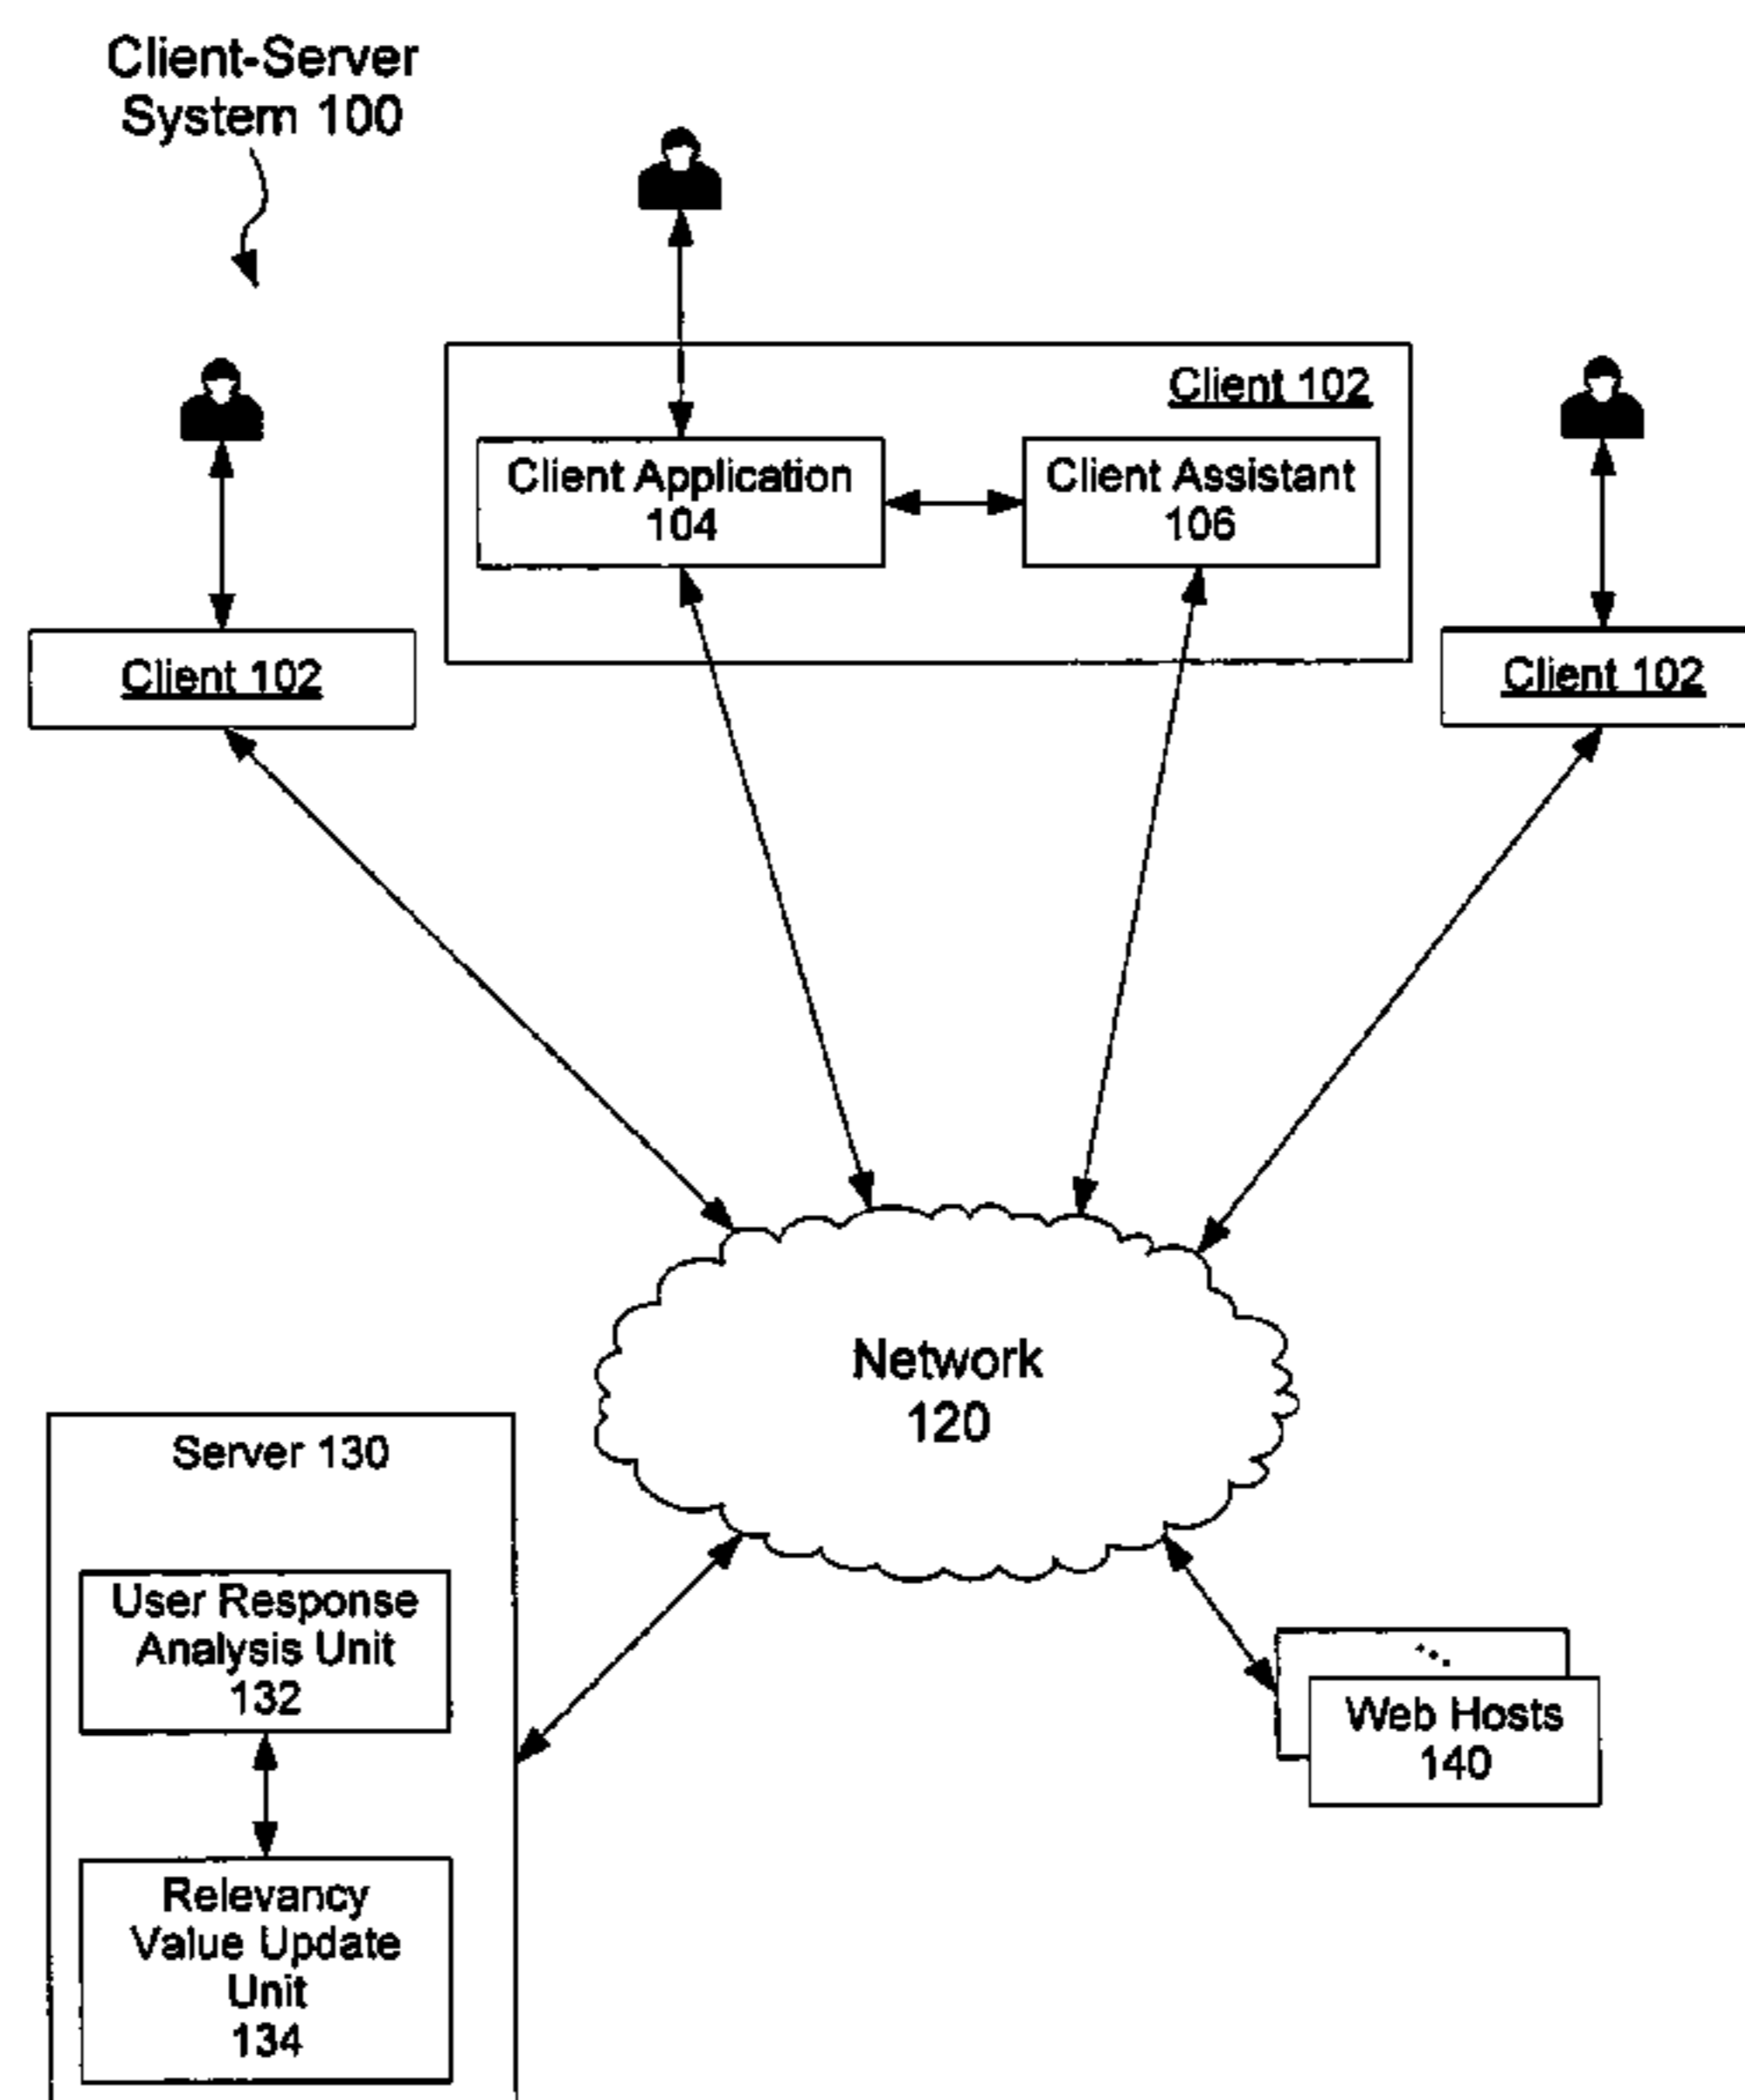 Client-Server
System 100
Client 102
Client Application
104
Client Assistant
106
Client 102
Client 102
Network
120
Server 130
User Response
Analysis Unit
132
Relevancy
Value Update
Unit
134
Web Hosts
140